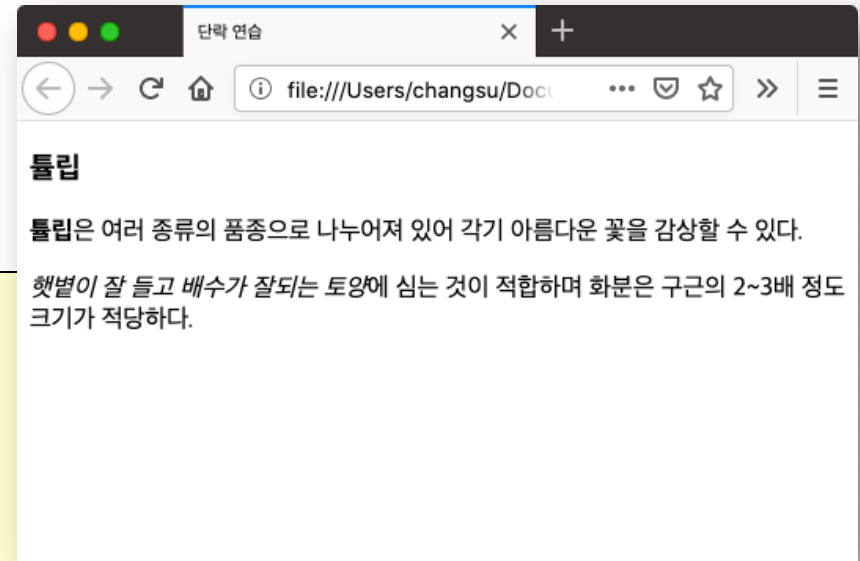 단락 연습
file:///Users/changsu/Docu
튤립
튤립은 여러 종류의 품종으로 나누어져 있어 각기 아름다운 꽃을 감상할 수 있다.
햇볕이 잘 들고 배수가 잘되는 토양에 심는 것이 적합하며 화분은 구근의 2~3배 정도
크기가 적당하다.